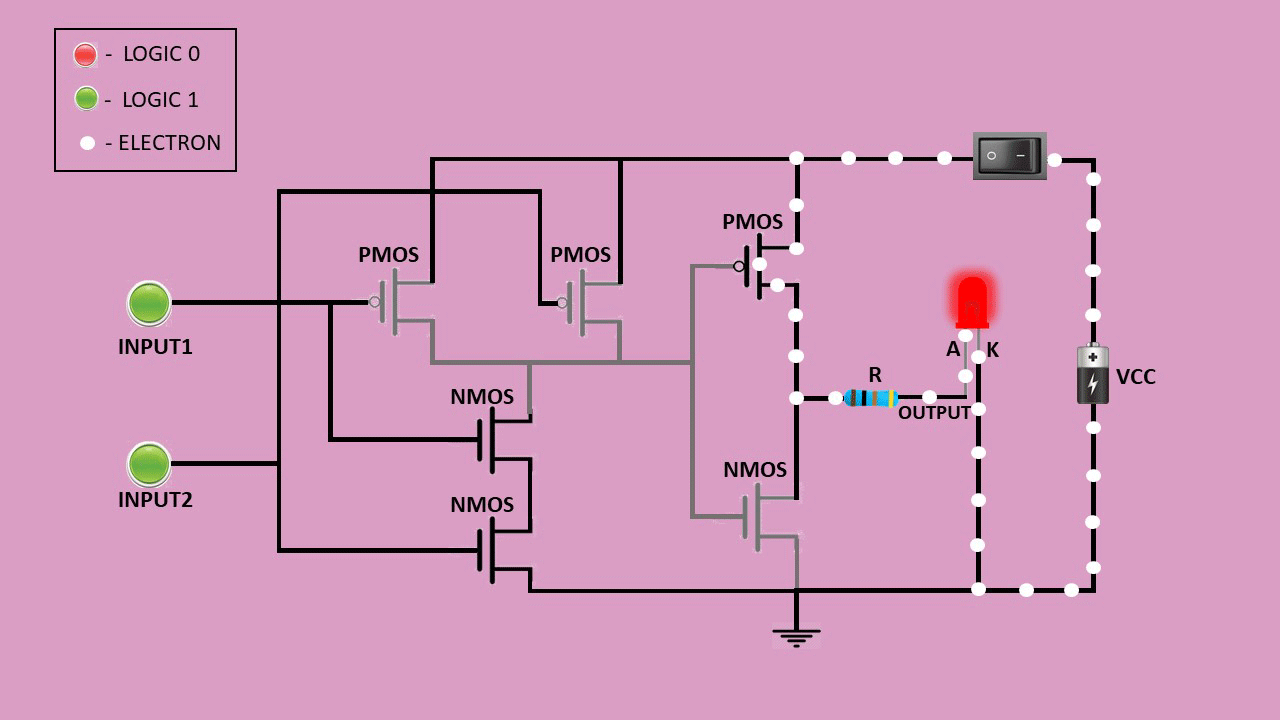 - LOGIC 0
- LOGIC 1
- ELECTRON
PMOS
PMOS
PMOS
INPUT1
A
K
R
VCC
NMOS
OUTPUT
NMOS
INPUT2
NMOS